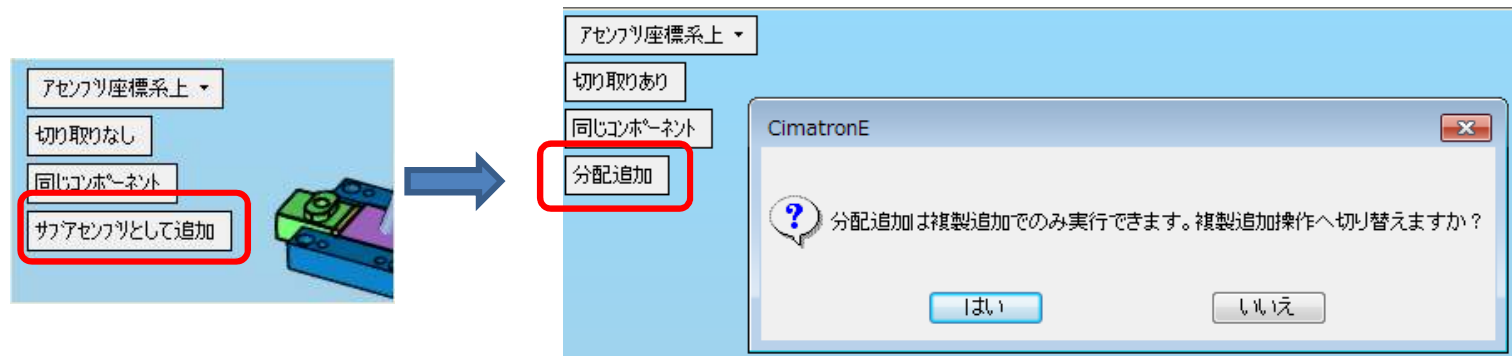 アセンブリ座標系上
切り取りなし
同じコンポーネント
サブアセンブリとして追加
アセンブリ座標系上
切り取りあり
同じコンポーネント
分配追加
CimatronE
分配追加は複製追加でのみ実行できます。複製追加操作へ切り替えますか？
はい
いいえ